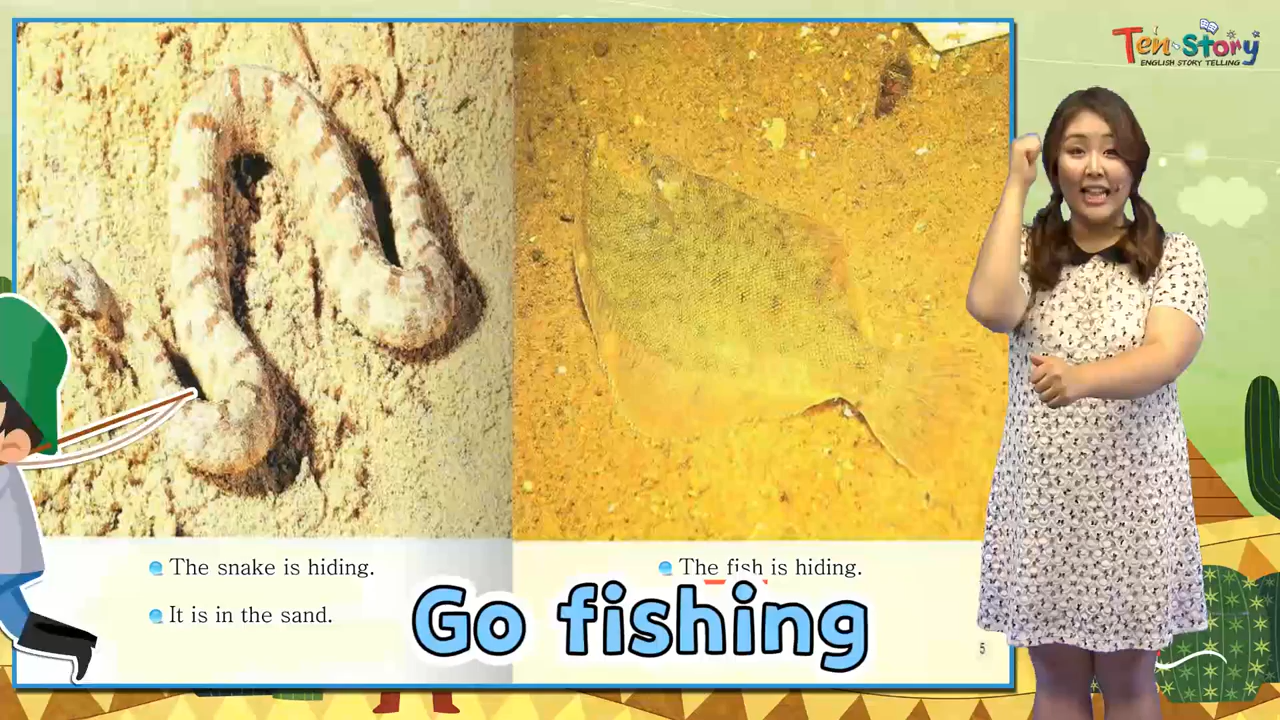 Ten-Story
ENGLISH STORY TELLING
The snake is hiding.
It is in the sand.
The fish is hiding.
Go fishing
5